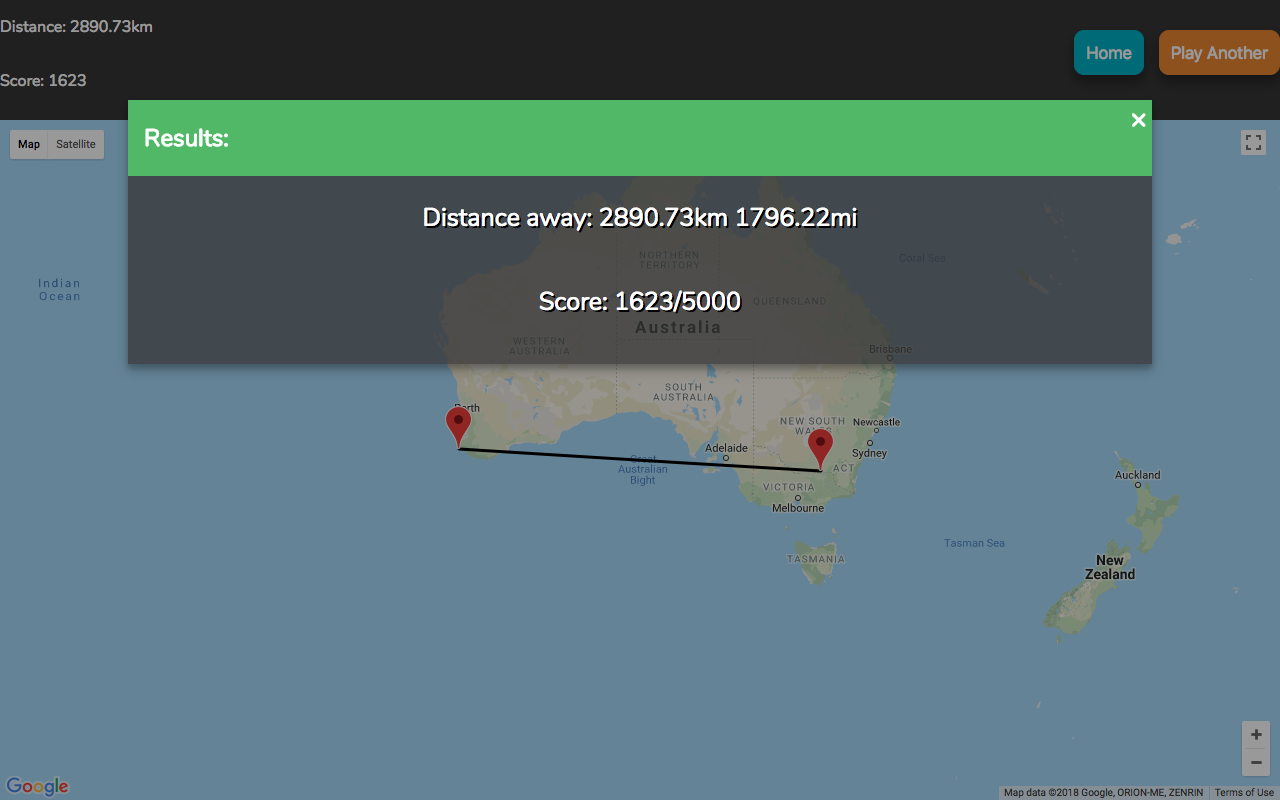 Distance: 2890.73km
Home
Play Another
Score: 1623
Results:
×
Map
Satellite
Distance away: 2890.73km 1796.22mi
NORTHERN
TERRITORY
Coral Sea
Indian
Ocean
Score: 1623/5000
QUEENSLAND
Australia
WESTERN
AUSTRALIA
Brisbane
SOUTH
AUSTRALIA
Perth
NEW SOUTH
WALES
Newcastle
Adelaide
Sydney
Great
Australian
Bight
ACT
Auckland
VICTORIA
Melbourne
Tasman Sea
TASMANIA
New
Zealand
+
−
Google
Map data ©2018 Google, ORION-ME, ZENRIN
Terms of Use